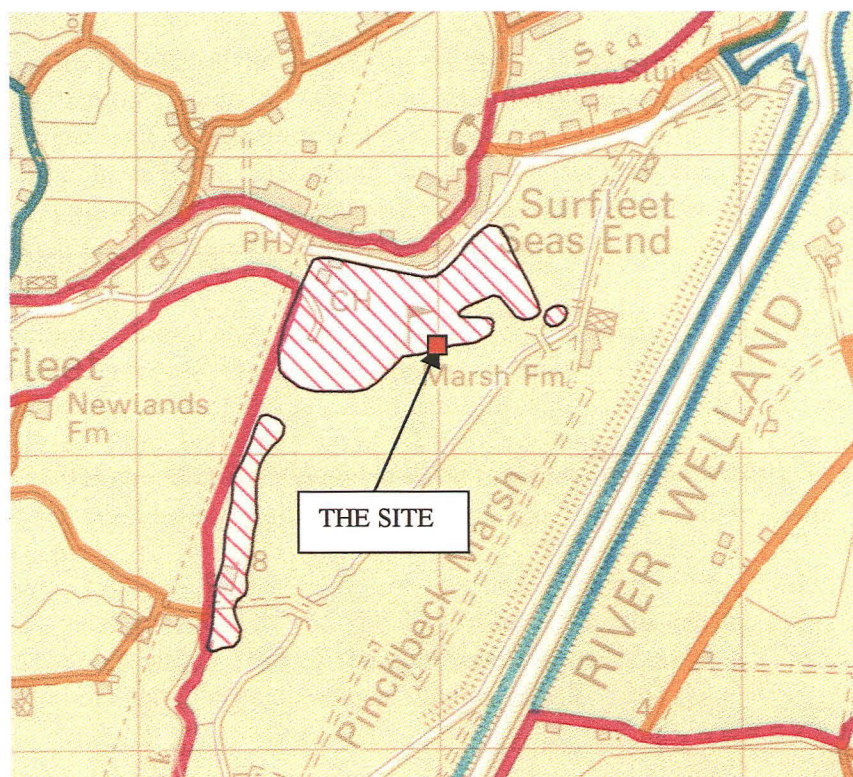 7
Sea
Sluice
Surfleet
Seas End
PH
CH
fleet
Newlands
Fm
Marsh Fm
THE SITE
8
Pinchbeck Marsh
RIVER WELLAND
4